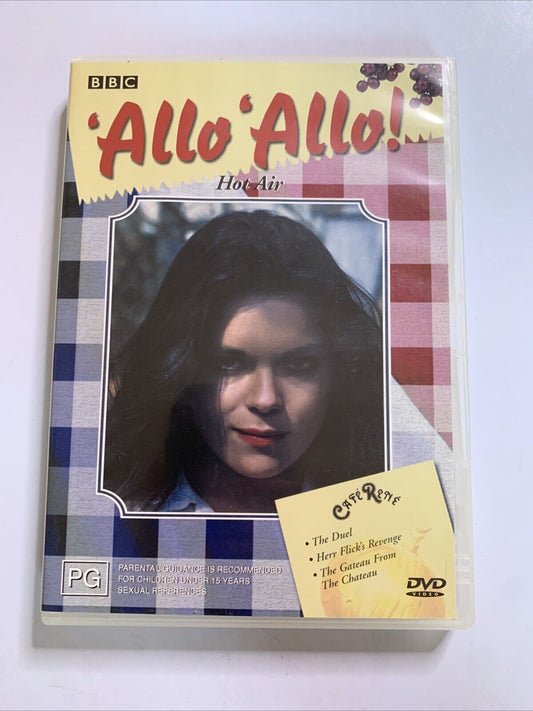 BBC
'Allo 'Allo!
Hot Air
Café René
• The Duel
• Herr Flick's Revenge
• The Gateau From
The Chateau
PG
PARENTAL GUIDANCE IS RECOMMENDED
FOR CHILDREN UNDER 15 YEARS
SEXUAL REFERENCES
DVD
VIDEO